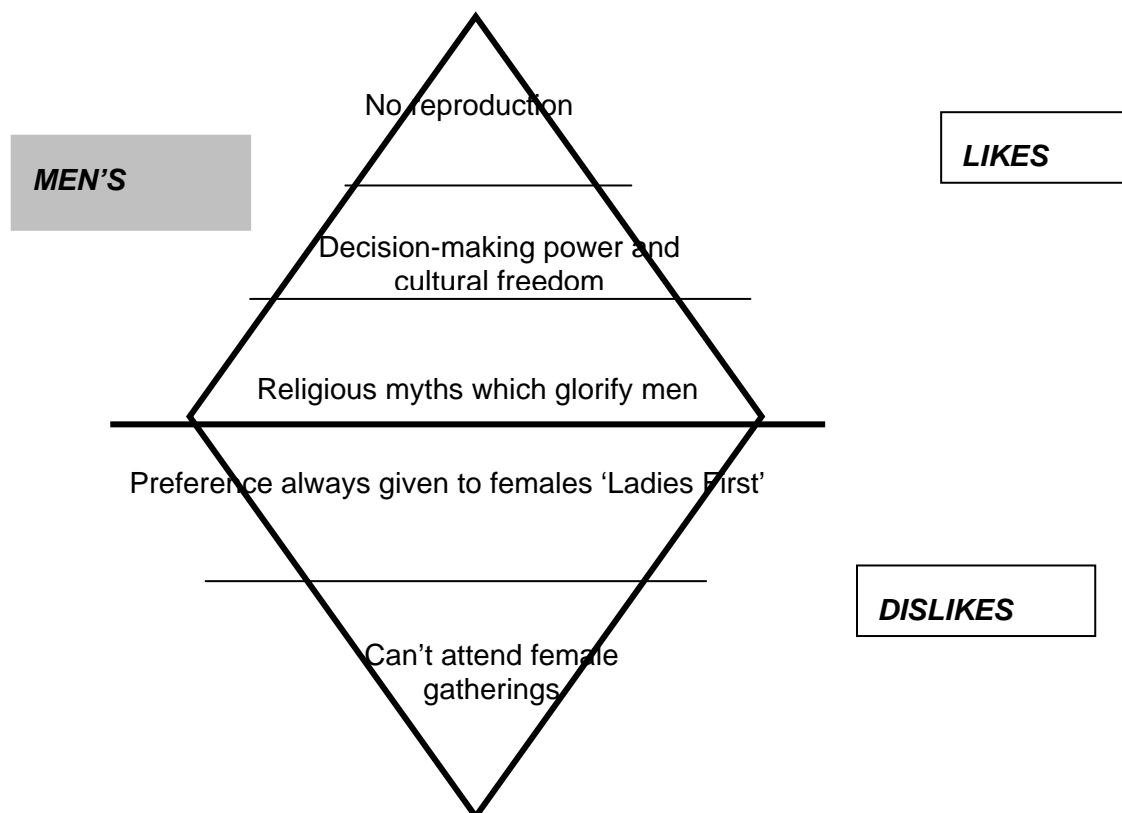 No reproduction
MEN’S
LIKES
Decision-making power and
cultural freedom
Religious myths which glorify men
Preference always given to females ‘Ladies First’
DISLIKES
Can’t attend female
gatherings